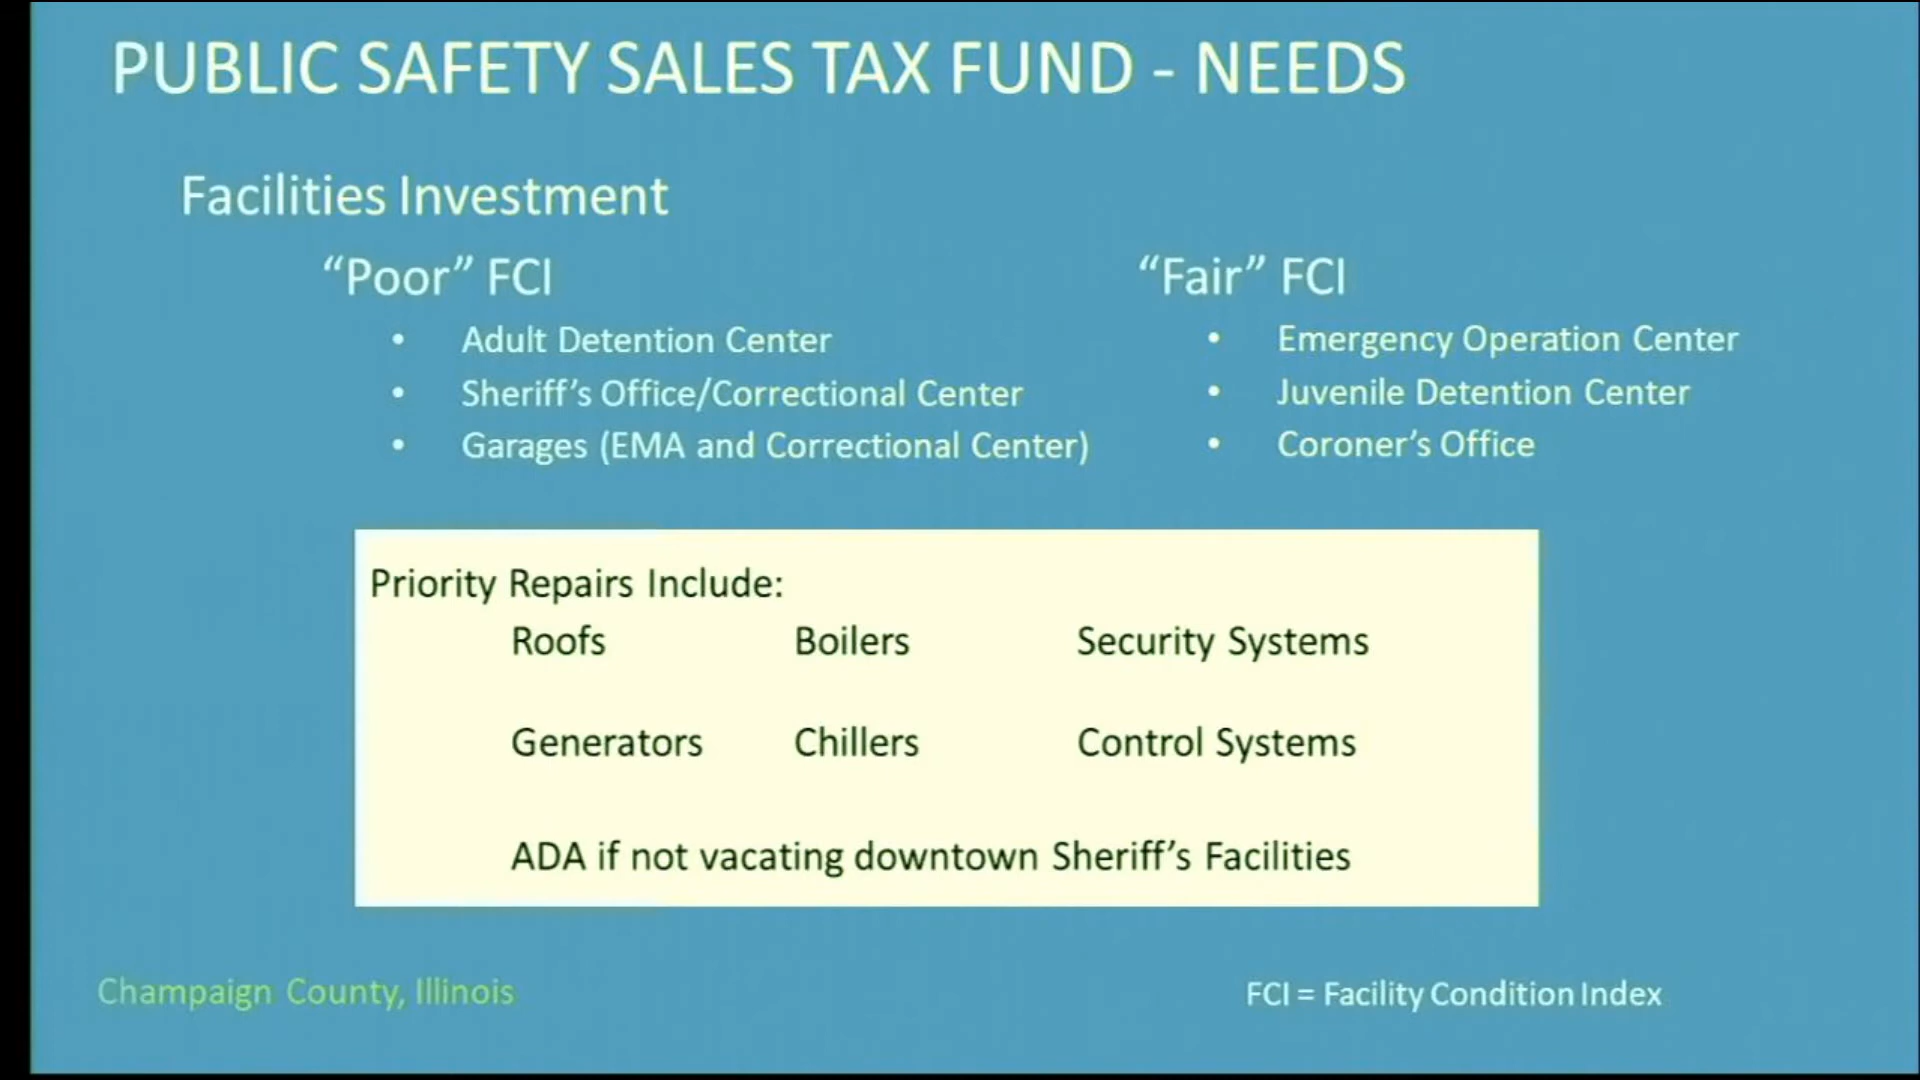 PUBLIC SAFETY SALES TAX FUND - NEEDS
Facilities Investment
“Poor” FCI
• Adult Detention Center
• Sheriff’s Office/Correctional Center
• Garages (EMA and Correctional Center)
“Fair” FCI
• Emergency Operation Center
• Juvenile Detention Center
• Coroner’s Office
Priority Repairs Include:
Roofs Boilers Security Systems
Generators Chillers Control Systems
ADA if not vacating downtown Sheriff’s Facilities
Champaign County, Illinois
FCI = Facility Condition Index